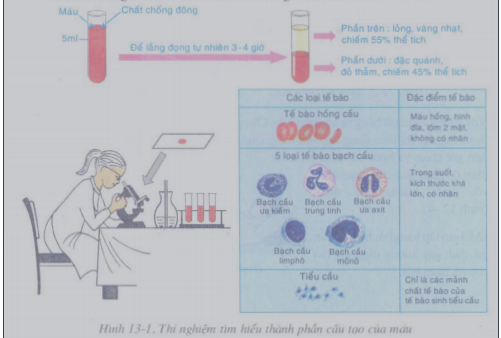 Máu
Chất chống đông
5ml
Để lắng đọng tự nhiên 3-4 giờ
Phần trên : lỏng, vàng nhạt,
chiếm 55% thể tích
Phần dưới : đặc quánh,
đỏ thẫm, chiếm 45% thể tích
Các loại tế bào
Đặc điểm tế bào
Tế bào hồng cầu
Màu hồng, hình
đĩa, lõm 2 mặt,
không có nhân
5 loại tế bào bạch cầu
Trong suốt,
kích thước khá
lớn, có nhân
Bạch cầu
ưa kiềm
Bạch cầu
trung tính
Bạch cầu
ưa axit
Bạch cầu
limphô
Bạch cầu
mônô
Tiểu cầu
Chỉ là các mảnh
chất tế bào của
tế bào sinh tiểu cầu
Hình 13-1. Thí nghiệm tìm hiểu thành phần cấu tạo của máu